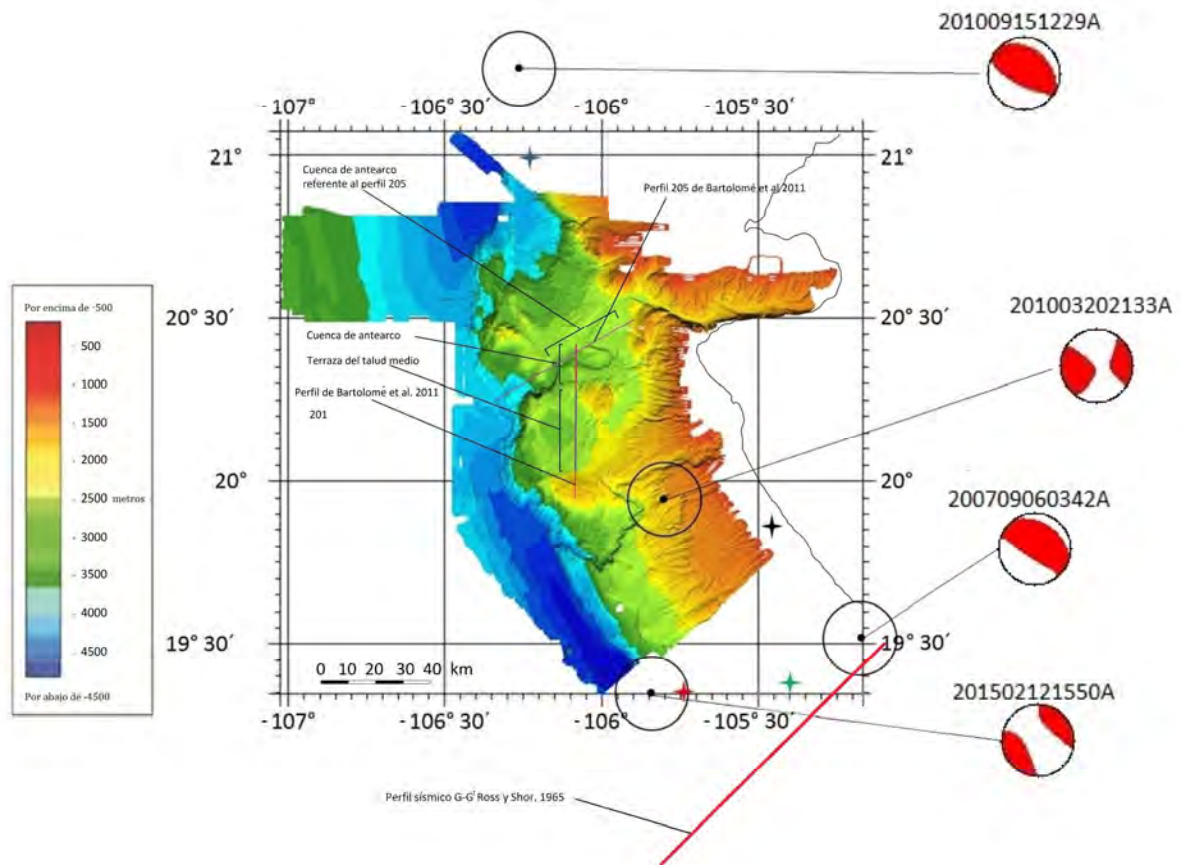 201009151229A
-107°
-106° 30´
-106°
-105° 30´
21°
21°
Cuenca de antearco
referente al perfil 205
Perfil 205 de Bartolomé et al 2011
Por encima de -500
- 500
- 1000
- 1500
- 2000
- 2500 metros
- 3000
- 3500
- 4000
- 4500
Por abajo de -4500
20° 30´
20° 30´
201003202133A
Cuenca de antearco
Terraza del talud medio
Perfil de Bartolomé et al. 2011
201
20°
20°
200709060342A
19° 30´
19° 30´
0 10 20 30 40 km
201502121550A
-107°
-106° 30´
-106°
-105° 30´
Perfil sísmico G-G' Ross y Shor, 1965